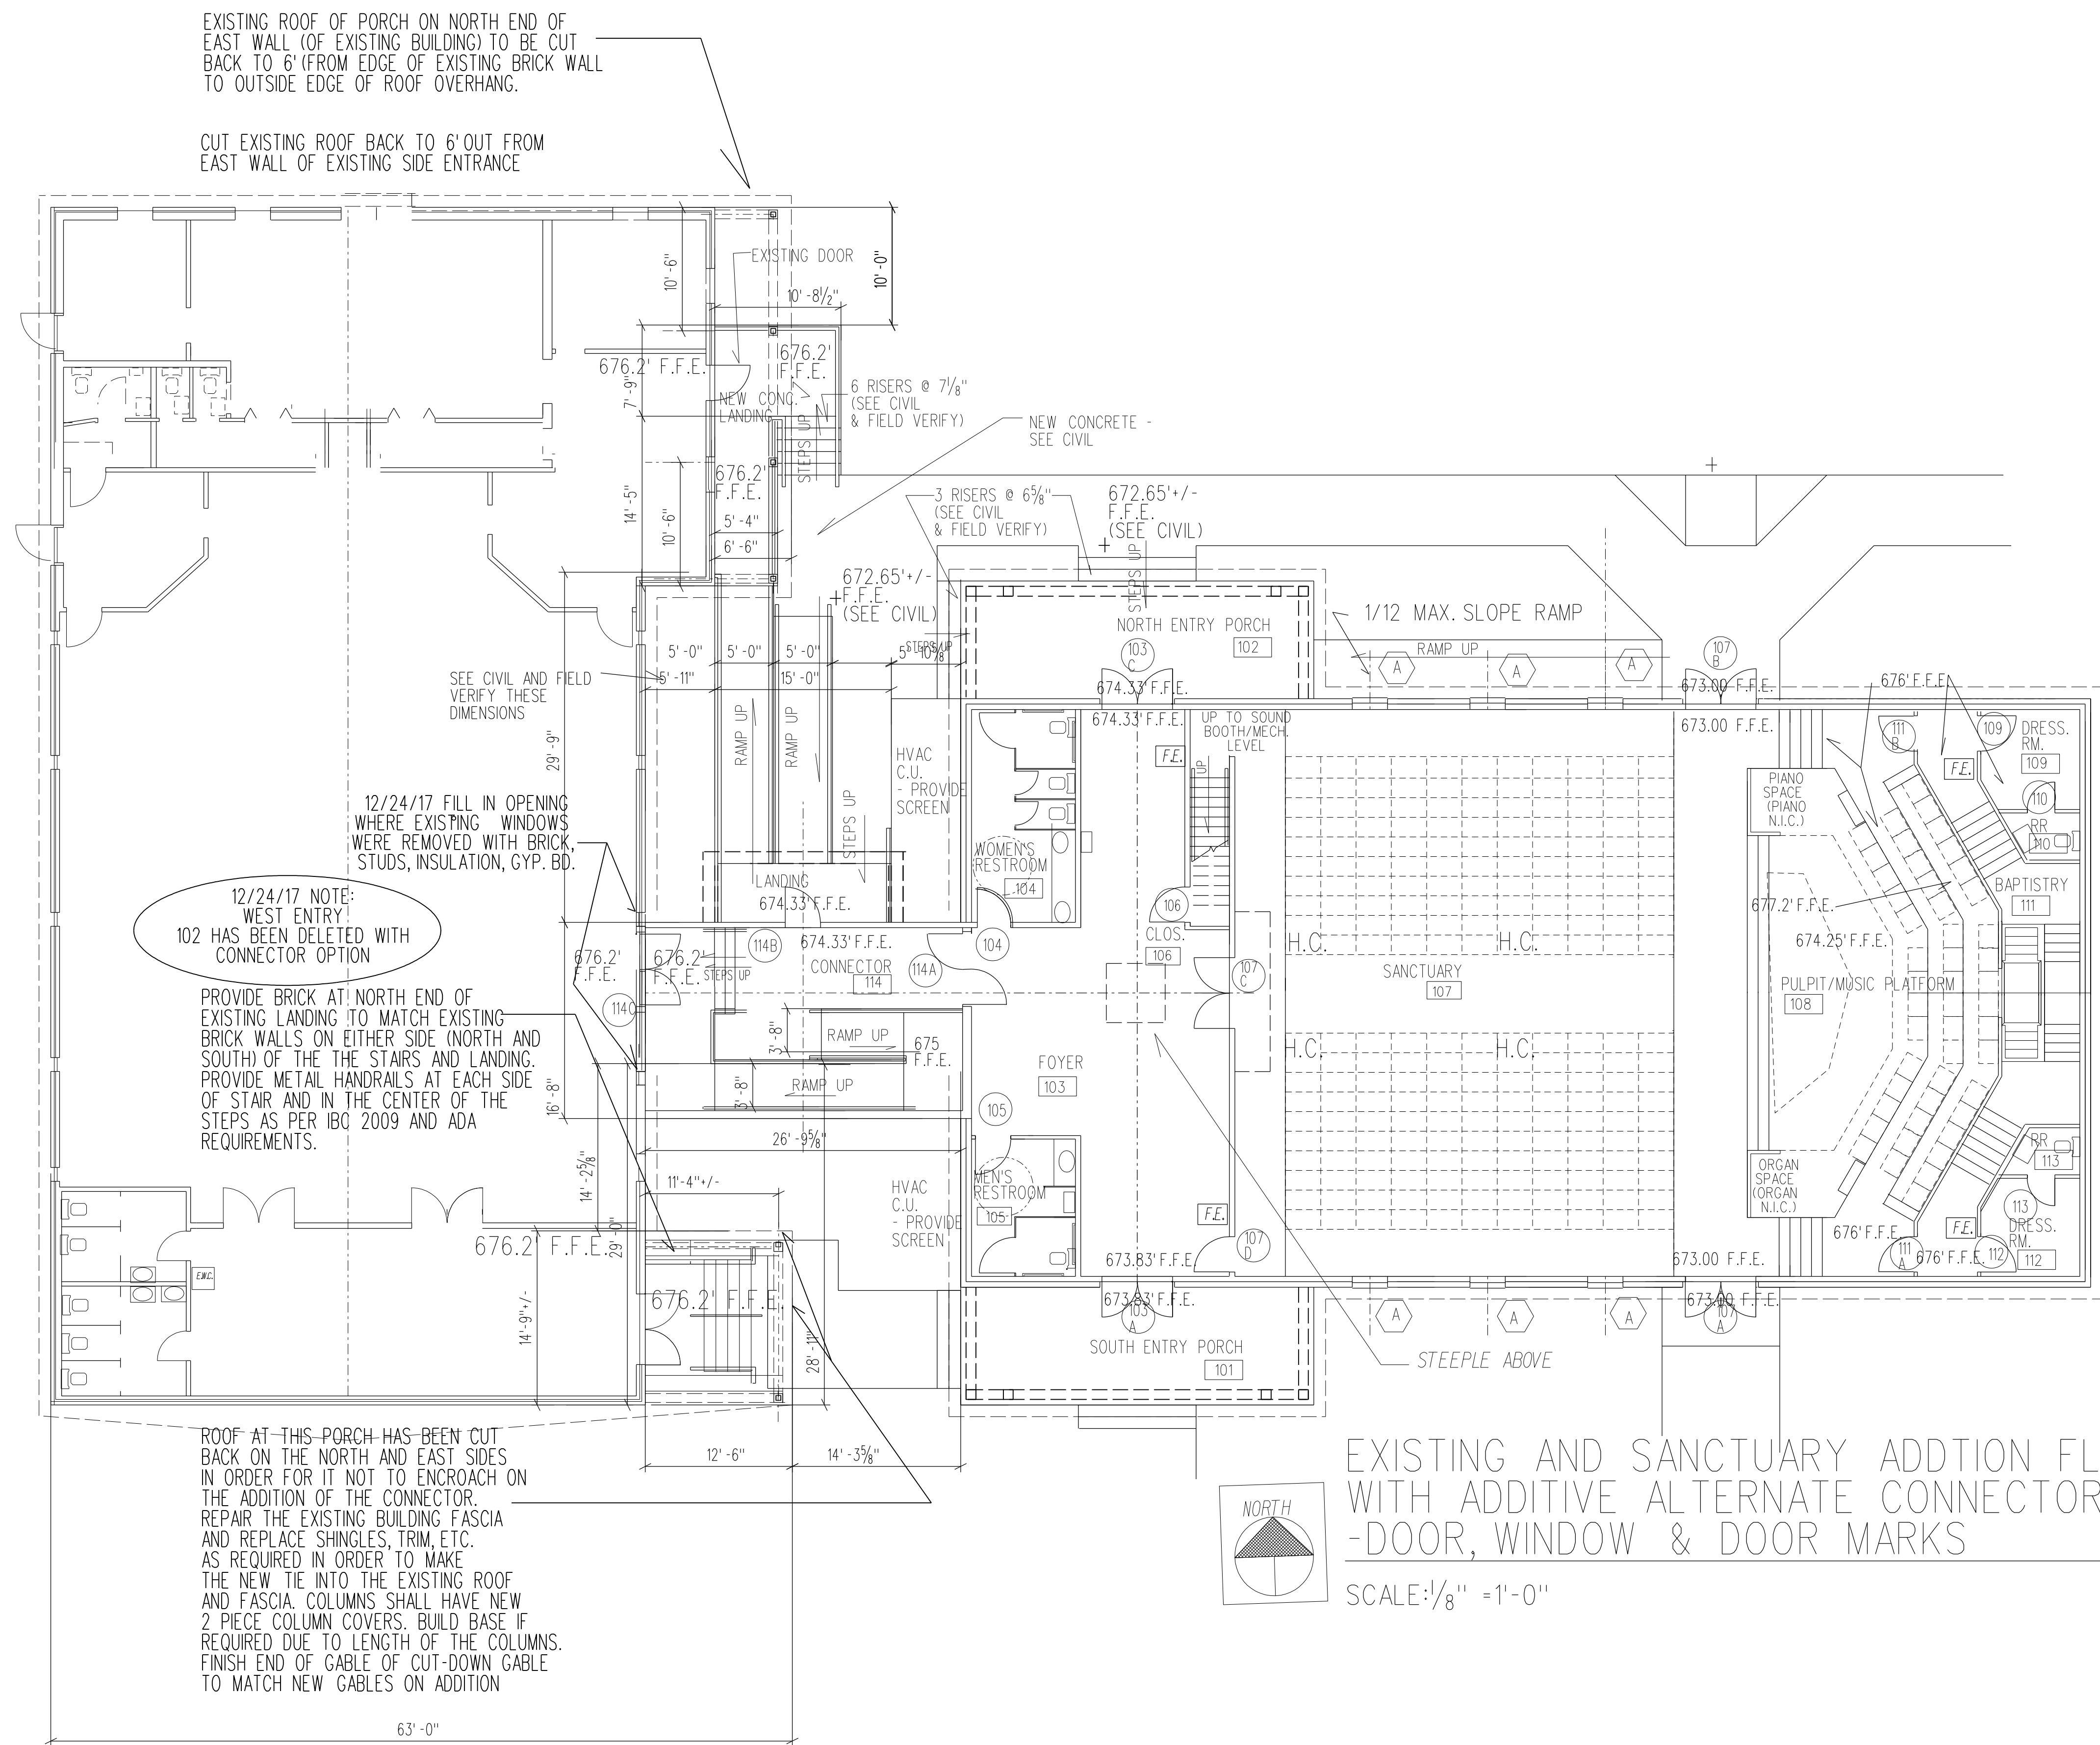 EXISTING ROOF OF PORCH ON NORTH END OF
EAST WALL (OF EXISTING BUILDING) TO BE CUT
BACK TO 6' (FROM EDGE OF EXISTING BRICK WALL
TO OUTSIDE EDGE OF ROOF OVERHANG.
CUT EXISTING ROOF BACK TO 6' OUT FROM
EAST WALL OF EXISTING SIDE ENTRANCE
EXISTING DOOR
10'-6"
10'-0"
10'-8½"
676.2' F.F.E.
676.2'
F.F.E.
7'-9"
NEW CONC.
LANDING
STEPS UP
6 RISERS @ 7⅛"
(SEE CIVIL
& FIELD VERIFY)
NEW CONCRETE -
SEE CIVIL
14'-5"
10'-6"
676.2'
F.F.E.
5'-4"
6'-6"
3 RISERS @ 6⅝"
(SEE CIVIL
& FIELD VERIFY)
672.65'+/-
F.F.E.
(SEE CIVIL)
STEPS UP
672.65'+/-
F.F.E.
(SEE CIVIL)
1/12 MAX. SLOPE RAMP
RAMP UP
NORTH ENTRY PORCH
102
STEPS UP
5'-0"
5'-0"
5'-0"
5'-10⅝"
5'-11"
15'-0"
SEE CIVIL AND FIELD
VERIFY THESE
DIMENSIONS
103
C
107
B
A
A
A
674.33' F.F.E.
674.33' F.F.E.
673.00 F.F.E.
673.00 F.F.E.
676' F.F.E.
29'-9"
RAMP UP
RAMP UP
STEPS UP
HVAC
C.U.
- PROVIDE
SCREEN
UP TO SOUND
BOOTH/MECH.
LEVEL
F.E.
UP
111
B
109
DRESS.
RM.
109
F.E.
110
RR
110
PIANO
SPACE
(PIANO
N.I.C.)
12/24/17 FILL IN OPENING
WHERE EXISTING WINDOWS
WERE REMOVED WITH BRICK,
STUDS, INSULATION, GYP. BD.
WOMEN'S
RESTROOM
104
LANDING
674.33' F.F.E.
12/24/17 NOTE:
WEST ENTRY
102 HAS BEEN DELETED WITH
CONNECTOR OPTION
676.2'
F.F.E.
676.2'
F.F.E.
STEPS UP
114B
674.33' F.F.E.
CONNECTOR
114
114A
104
106
CLOS.
106
107
C
H.C.
H.C.
SANCTUARY
107
677.2' F.F.E.
674.25' F.F.E.
PULPIT/MUSIC PLATFORM
108
BAPTISTRY
111
PROVIDE BRICK AT NORTH END OF
EXISTING LANDING TO MATCH EXISTING
BRICK WALLS ON EITHER SIDE (NORTH AND
SOUTH) OF THE THE STAIRS AND LANDING.
PROVIDE METAIL HANDRAILS AT EACH SIDE
OF STAIR AND IN THE CENTER OF THE
STEPS AS PER IBC 2009 AND ADA
REQUIREMENTS.
114C
3'-8"
RAMP UP
675
F.F.E.
3'-8"
RAMP UP
16'-8"
FOYER
103
H.C.
H.C.
105
26'-9⅝"
14'-2⅝"
11'-4"+/-
HVAC
C.U.
- PROVIDE
SCREEN
MEN'S
RESTROOM
105
F.E.
107
D
ORGAN
SPACE
(ORGAN
N.I.C.)
RR
113
113
DRESS.
RM.
112
F.E.
112
111
A
676' F.F.E.
676' F.F.E.
676.2' F.F.E.
29'-0"
E.W.C.
676.2' F.F.E.
14'-9"+/-
28'-11"
673.83' F.F.E.
673.83' F.F.E.
103
A
673.00 F.F.E.
673.00 F.F.E.
107
A
A
A
A
SOUTH ENTRY PORCH
101
STEEPLE ABOVE
ROOF AT THIS PORCH HAS BEEN CUT
BACK ON THE NORTH AND EAST SIDES
IN ORDER FOR IT NOT TO ENCROACH ON
THE ADDITION OF THE CONNECTOR.
REPAIR THE EXISTING BUILDING FASCIA
AND REPLACE SHINGLES, TRIM, ETC.
AS REQUIRED IN ORDER TO MAKE
THE NEW TIE INTO THE EXISTING ROOF
AND FASCIA. COLUMNS SHALL HAVE NEW
2 PIECE COLUMN COVERS. BUILD BASE IF
REQUIRED DUE TO LENGTH OF THE COLUMNS.
FINISH END OF GABLE OF CUT-DOWN GABLE
TO MATCH NEW GABLES ON ADDITION
12'-6"
14'-3⅝"
63'-0"
NORTH
EXISTING AND SANCTUARY ADDTION FL
WITH ADDITIVE ALTERNATE CONNECTOR
-DOOR, WINDOW & DOOR MARKS
SCALE: ⅛" =1'-0"